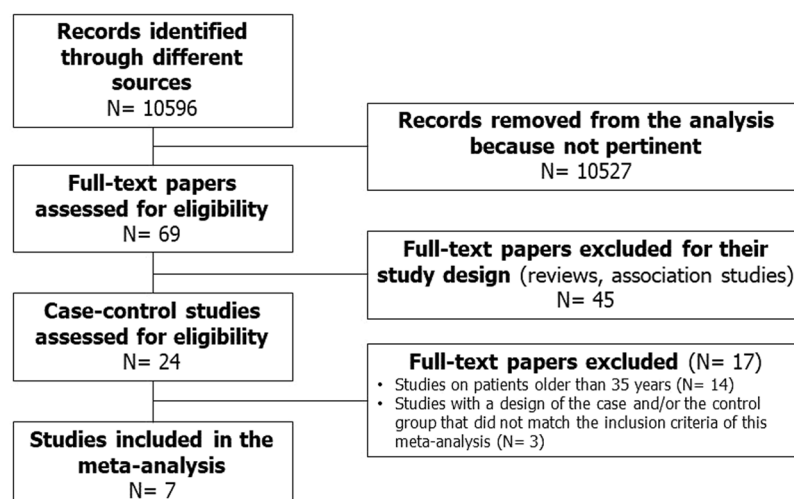 Records identified
through different
sources
N= 10596
Records removed from the analysis
because not pertinent
N= 10527
Full-text papers
assessed for eligibility
N= 69
Full-text papers excluded for their
study design (reviews, association studies)
N= 45
Case-control studies
assessed for eligibility
N= 24
Full-text papers excluded (N= 17)
• Studies on patients older than 35 years (N= 14)
• Studies with a design of the case and/or the control
group that did not match the inclusion criteria of this
meta-analysis (N= 3)
Studies included in the
meta-analysis
N= 7